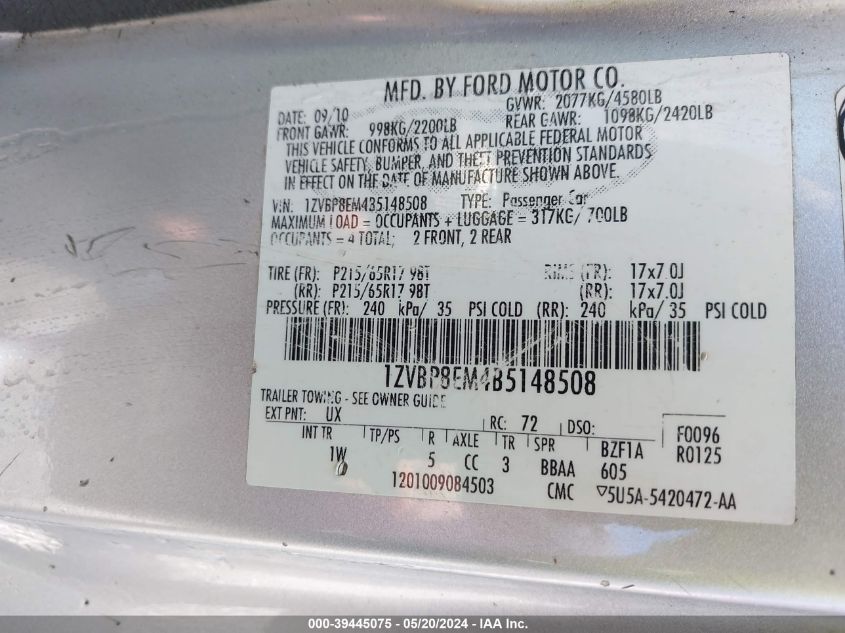 MFD. BY FORD MOTOR CO.
DATE: 09/10 GVWR: 2077KG/4580LB
FRONT GAWR: 998KG/2200LB REAR GAWR: 1098KG/2420LB
THIS VEHICLE CONFORMS TO ALL APPLICABLE FEDERAL MOTOR
VEHICLE SAFETY, BUMPER, AND THEFT PREVENTION STANDARDS
IN EFFECT ON THE DATE OF MANUFACTURE SHOWN ABOVE.
VIN: 1ZVBP8EM4B5148508 TYPE: Passenger Car
MAXIMUM LOAD = OCCUPANTS + LUGGAGE = 317KG/ 700LB
OCCUPANTS = 4 TOTAL; 2 FRONT, 2 REAR
TIRE (FR): P215/65R17 98T RIMS (FR): 17x7.0J
(RR): P215/65R17 98T (RR): 17x7.0J
PRESSURE (FR): 240 kPa/ 35 PSI COLD (RR): 240 kPa/ 35 PSI COLD
1ZVBP8EM4B5148508
TRAILER TOWING - SEE OWNER GUIDE
EXT PNT: UX RC: 72 DSO: F0096
INT TR TP/PS R AXLE TR SPR BZF1A R0125
1W 5 CC 3 BBAA 605
1201009084503 CMC ▽5U5A-5420472-AA
000-39445075 - 05/20/2024 - IAA Inc.